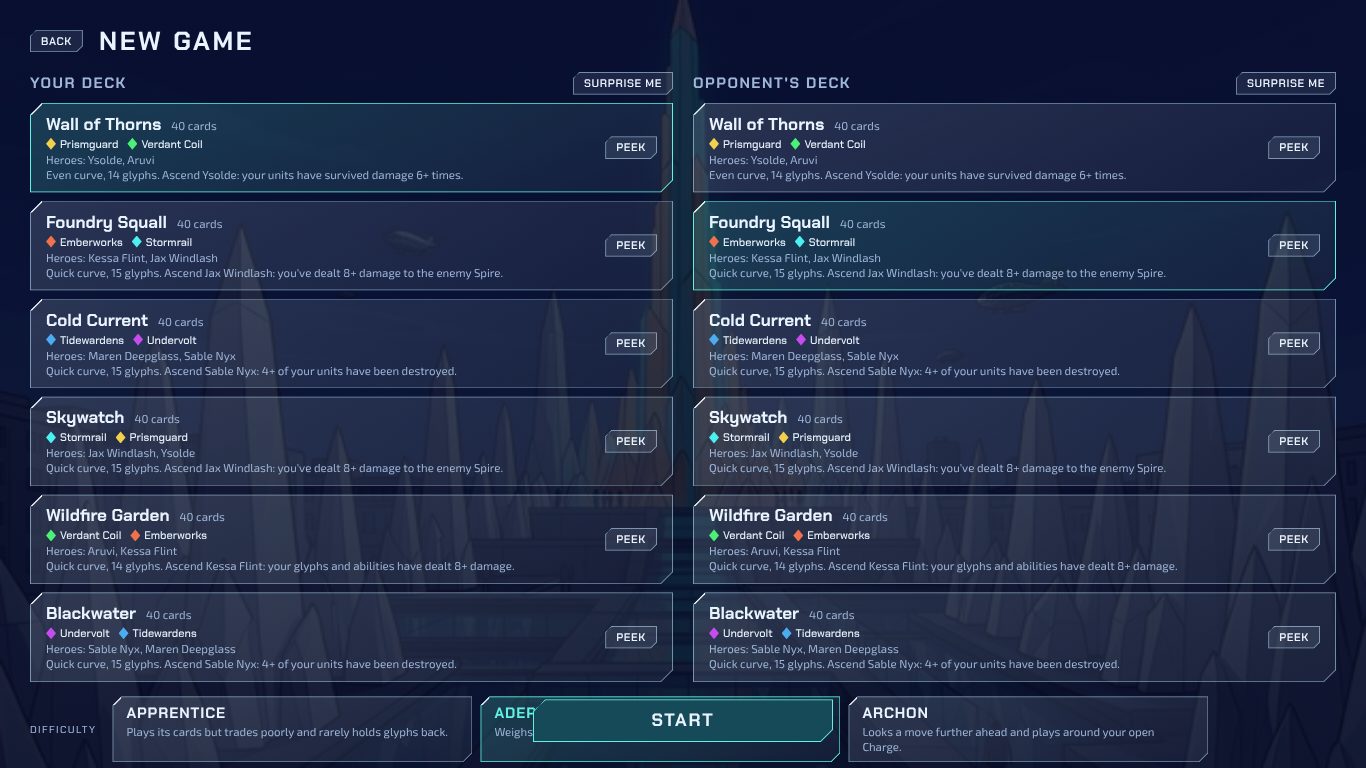 BACK NEW GAME
YOUR DECK SURPRISE ME
Wall of Thorns 40 cards
Prismguard Verdant Coil
Heroes: Ysolde, Aruvi
Even curve, 14 glyphs. Ascend Ysolde: your units have survived damage 6+ times.
PEEK
Foundry Squall 40 cards
Emberworks Stormrail
Heroes: Kessa Flint, Jax Windlash
Quick curve, 15 glyphs. Ascend Jax Windlash: you've dealt 8+ damage to the enemy Spire.
PEEK
Cold Current 40 cards
Tidewardens Undervolt
Heroes: Maren Deepglass, Sable Nyx
Quick curve, 15 glyphs. Ascend Sable Nyx: 4+ of your units have been destroyed.
PEEK
Skywatch 40 cards
Stormrail Prismguard
Heroes: Jax Windlash, Ysolde
Quick curve, 15 glyphs. Ascend Jax Windlash: you've dealt 8+ damage to the enemy Spire.
PEEK
Wildfire Garden 40 cards
Verdant Coil Emberworks
Heroes: Aruvi, Kessa Flint
Quick curve, 14 glyphs. Ascend Kessa Flint: your glyphs and abilities have dealt 8+ damage.
PEEK
Blackwater 40 cards
Undervolt Tidewardens
Heroes: Sable Nyx, Maren Deepglass
Quick curve, 15 glyphs. Ascend Sable Nyx: 4+ of your units have been destroyed.
PEEK
OPPONENT'S DECK SURPRISE ME
Wall of Thorns 40 cards
Prismguard Verdant Coil
Heroes: Ysolde, Aruvi
Even curve, 14 glyphs. Ascend Ysolde: your units have survived damage 6+ times.
PEEK
Foundry Squall 40 cards
Emberworks Stormrail
Heroes: Kessa Flint, Jax Windlash
Quick curve, 15 glyphs. Ascend Jax Windlash: you've dealt 8+ damage to the enemy Spire.
PEEK
Cold Current 40 cards
Tidewardens Undervolt
Heroes: Maren Deepglass, Sable Nyx
Quick curve, 15 glyphs. Ascend Sable Nyx: 4+ of your units have been destroyed.
PEEK
Skywatch 40 cards
Stormrail Prismguard
Heroes: Jax Windlash, Ysolde
Quick curve, 15 glyphs. Ascend Jax Windlash: you've dealt 8+ damage to the enemy Spire.
PEEK
Wildfire Garden 40 cards
Verdant Coil Emberworks
Heroes: Aruvi, Kessa Flint
Quick curve, 14 glyphs. Ascend Kessa Flint: your glyphs and abilities have dealt 8+ damage.
PEEK
Blackwater 40 cards
Undervolt Tidewardens
Heroes: Sable Nyx, Maren Deepglass
Quick curve, 15 glyphs. Ascend Sable Nyx: 4+ of your units have been destroyed.
PEEK
DIFFICULTY
APPRENTICE
Plays its cards but trades poorly and rarely holds glyphs back.
Weighs
START
ARCHON
Looks a move further ahead and plays around your open
Charge.